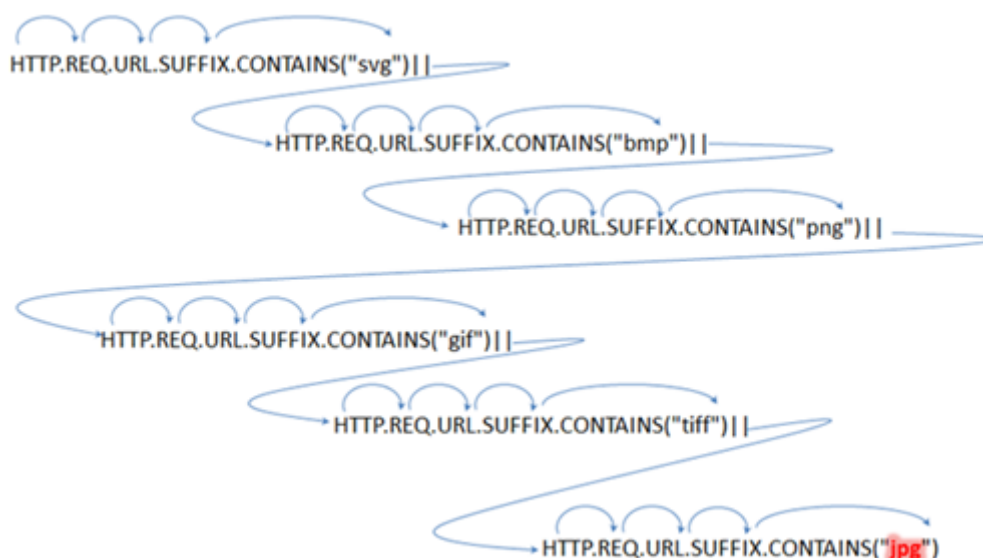 HTTP.REQ.URL.SUFFIX.CONTAINS("svg")||
HTTP.REQ.URL.SUFFIX.CONTAINS("bmp")||
HTTP.REQ.URL.SUFFIX.CONTAINS("png")||
HTTP.REQ.URL.SUFFIX.CONTAINS("gif")||
HTTP.REQ.URL.SUFFIX.CONTAINS("tiff")||
HTTP.REQ.URL.SUFFIX.CONTAINS("jpg")